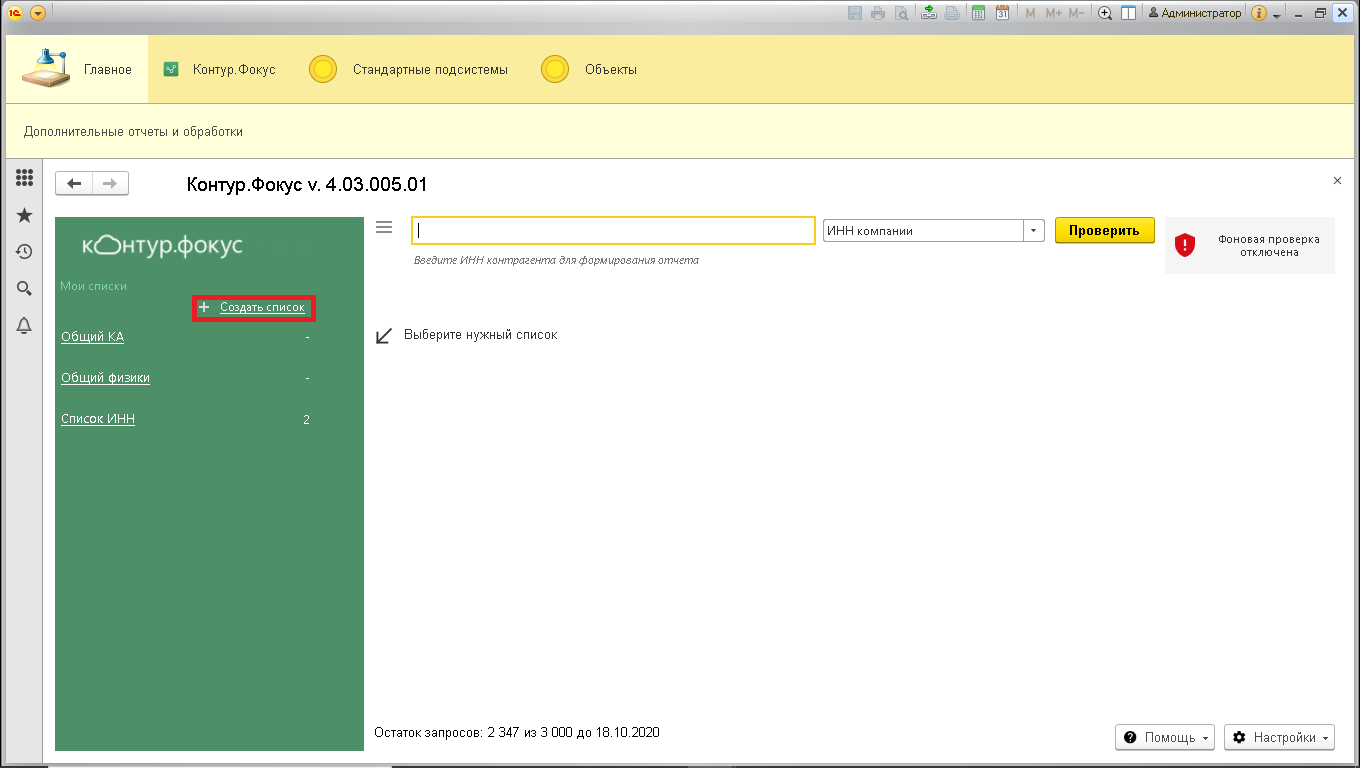 1С
31
M M+ M-
Администратор
Главное
Контур.Фокус
Стандартные подсистемы
Объекты
Дополнительные отчеты и обработки
Контур.Фокус v. 4.03.005.01
контур.фокус
ИНН компании
Проверить
Фоновая проверка
отключена
Введите ИНН контрагента для формирования отчета
Мои списки
+ Создать список
Общий КА -
Общий физики -
Список ИНН 2
Выберите нужный список
Остаток запросов: 2 347 из 3 000 до 18.10.2020
Помощь
Настройки